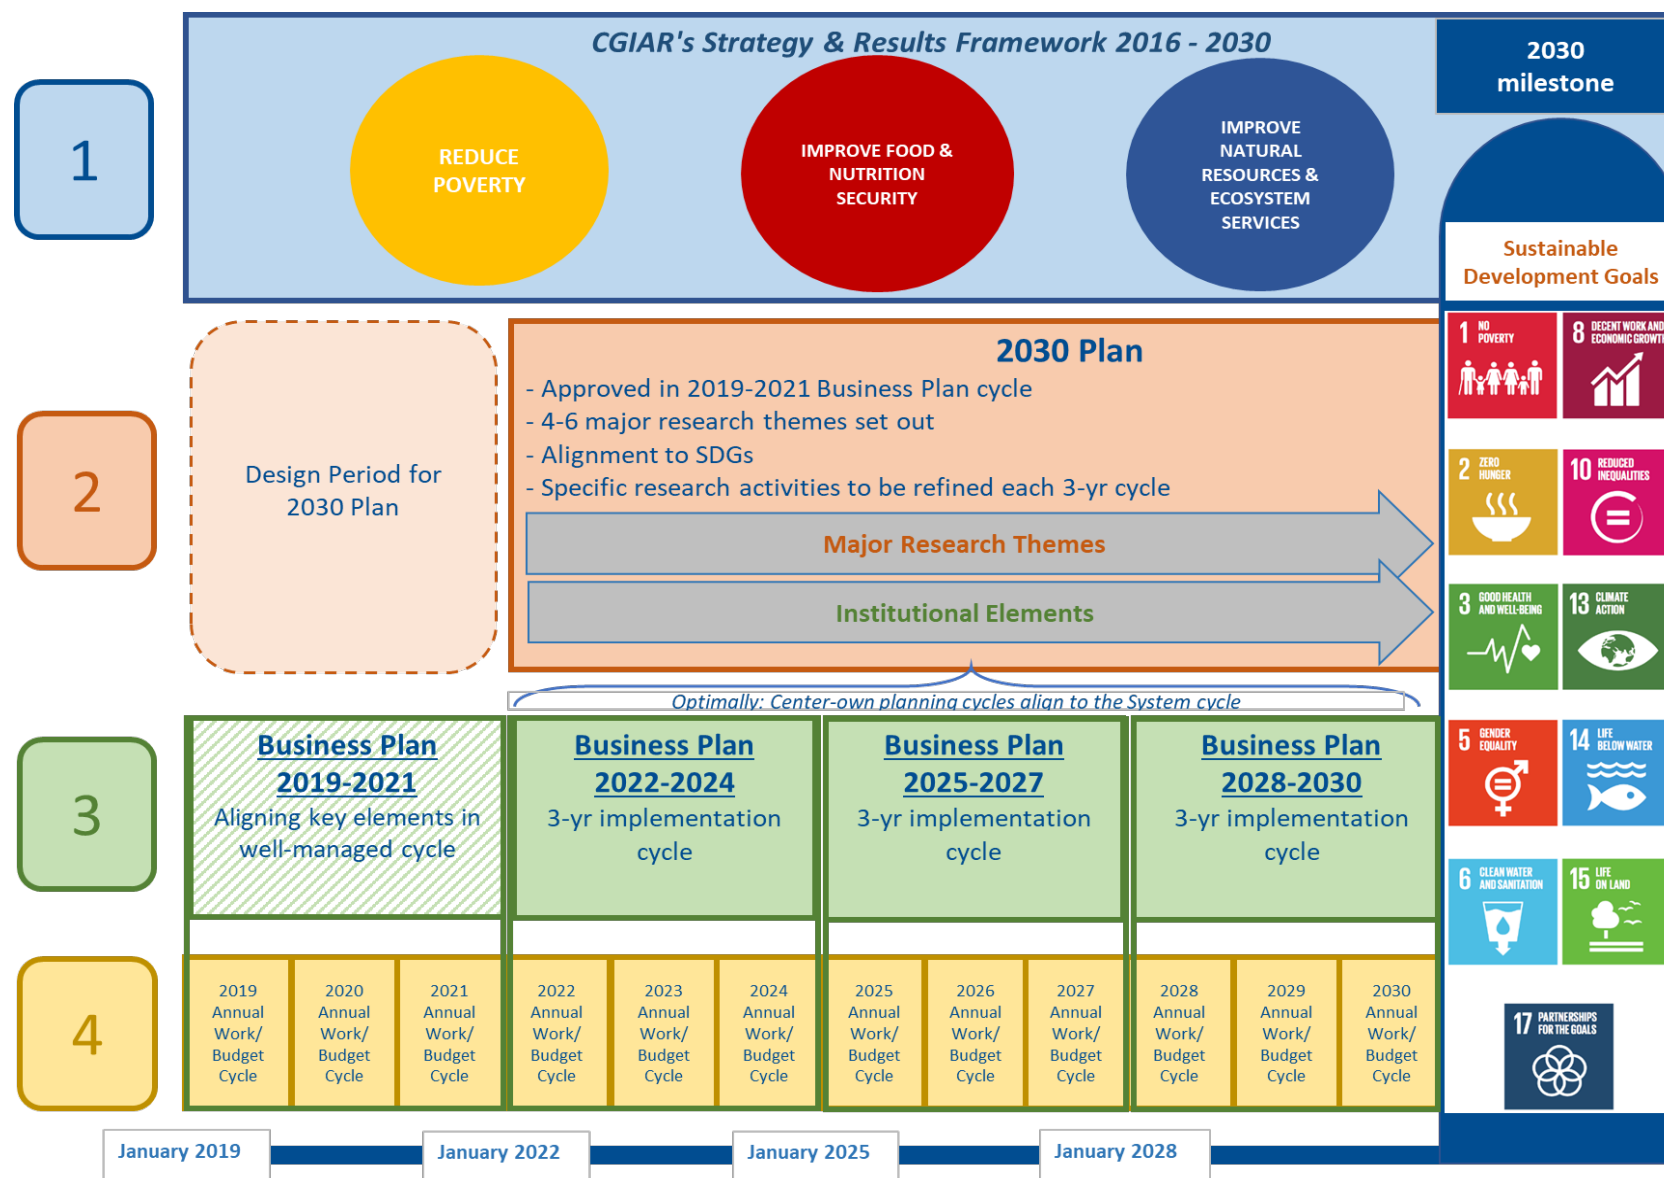 CGIAR's Strategy & Results Framework 2016 - 2030
2030
milestone
1
REDUCE
POVERTY
IMPROVE FOOD &
NUTRITION
SECURITY
IMPROVE
NATURAL
RESOURCES &
ECOSYSTEM
SERVICES
Sustainable
Development Goals
2
Design Period for
2030 Plan
2030 Plan
- Approved in 2019-2021 Business Plan cycle
- 4-6 major research themes set out
- Alignment to SDGs
- Specific research activities to be refined each 3-yr cycle
Major Research Themes
Institutional Elements
Optimally: Center-own planning cycles align to the System cycle
1 NO
POVERTY
8 DECENT WORK AND
ECONOMIC GROWTH
2 ZERO
HUNGER
10 REDUCED
INEQUALITIES
3 GOOD HEALTH
AND WELL-BEING
13 CLIMATE
ACTION
5 GENDER
EQUALITY
14 LIFE
BELOW WATER
6 CLEAN WATER
AND SANITATION
15 LIFE
ON LAND
17 PARTNERSHIPS
FOR THE GOALS
3
Business Plan
2019-2021
Aligning key elements in
well-managed cycle
Business Plan
2022-2024
3-yr implementation
cycle
Business Plan
2025-2027
3-yr implementation
cycle
Business Plan
2028-2030
3-yr implementation
cycle
4
2019
Annual
Work/
Budget
Cycle
2020
Annual
Work/
Budget
Cycle
2021
Annual
Work/
Budget
Cycle
2022
Annual
Work/
Budget
Cycle
2023
Annual
Work/
Budget
Cycle
2024
Annual
Work/
Budget
Cycle
2025
Annual
Work/
Budget
Cycle
2026
Annual
Work/
Budget
Cycle
2027
Annual
Work/
Budget
Cycle
2028
Annual
Work/
Budget
Cycle
2029
Annual
Work/
Budget
Cycle
2030
Annual
Work/
Budget
Cycle
January 2019
January 2022
January 2025
January 2028